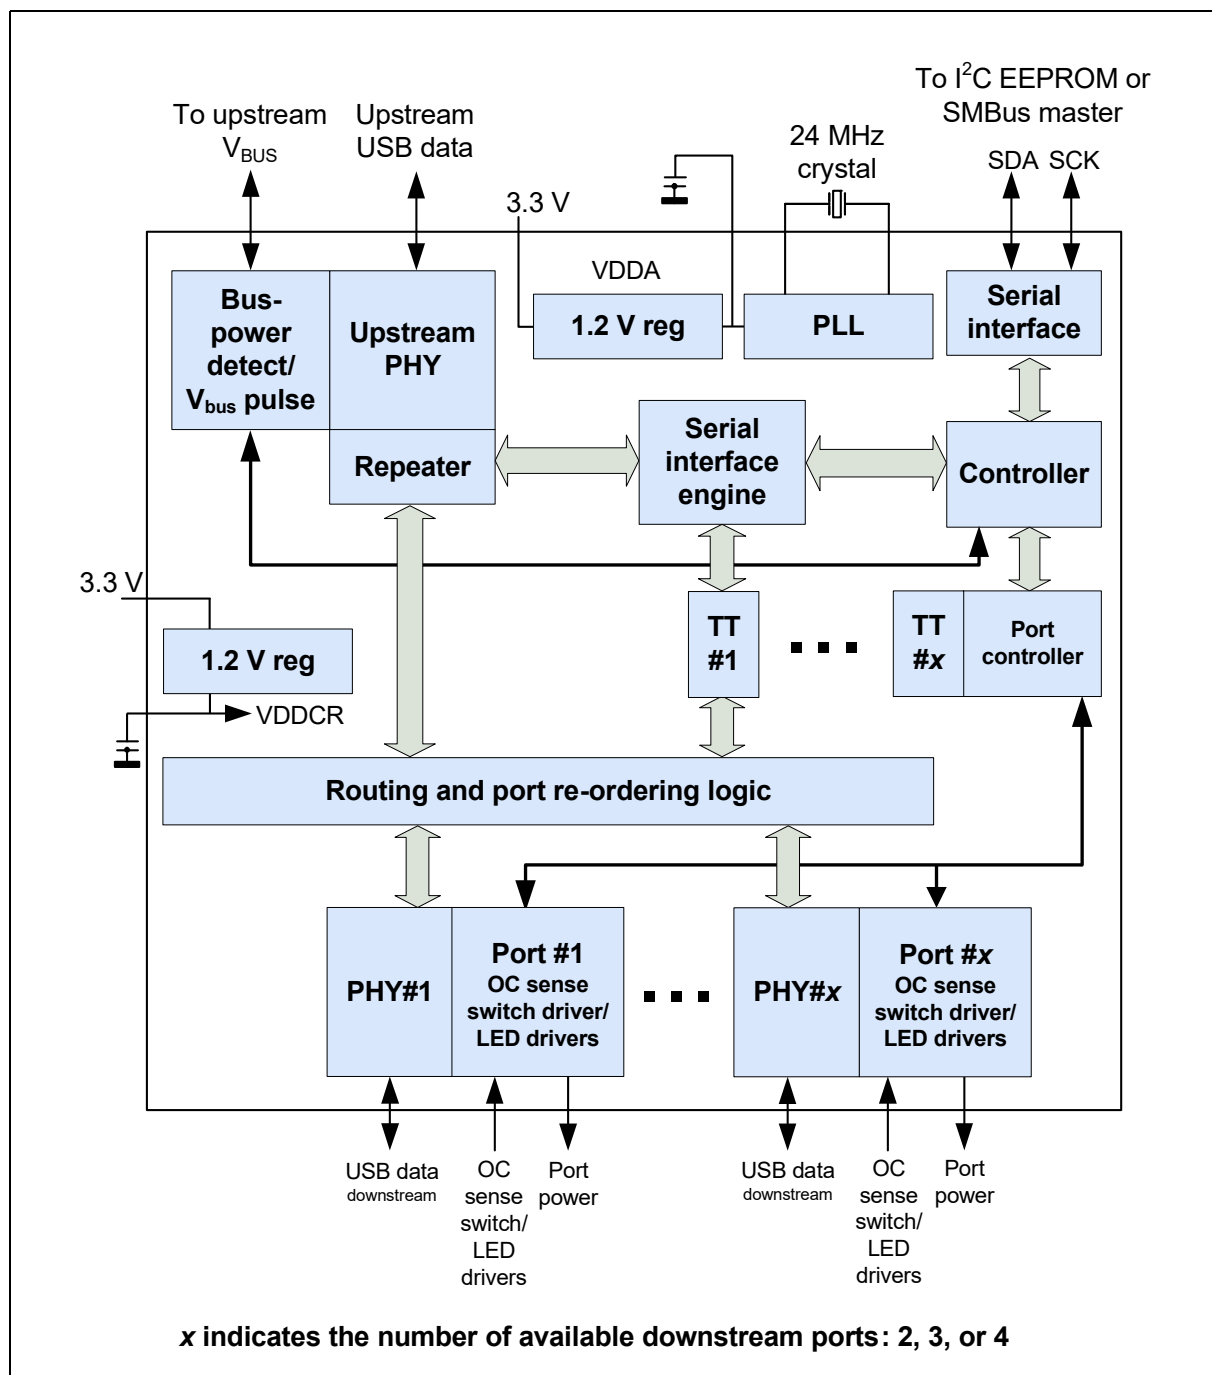 To I2C EEPROM or
SMBus master
To upstream
VBUS
Upstream
USB data
24 MHz
crystal
SDA SCK
3.3 V
VDDA
Bus-
power
detect/
Vbus pulse
Upstream
PHY
1.2 V reg
PLL
Serial
interface
Repeater
Serial
interface
engine
Controller
3.3 V
1.2 V reg
VDDCR
TT
#1
TT
#x
Port
controller
Routing and port re-ordering logic
PHY#1
Port #1
OC sense
switch driver/
LED drivers
PHY#x
Port #x
OC sense
switch driver/
LED drivers
USB data
downstream
OC
sense
switch/
LED
drivers
Port
power
USB data
downstream
OC
sense
switch/
LED
drivers
Port
power
x indicates the number of available downstream ports: 2, 3, or 4